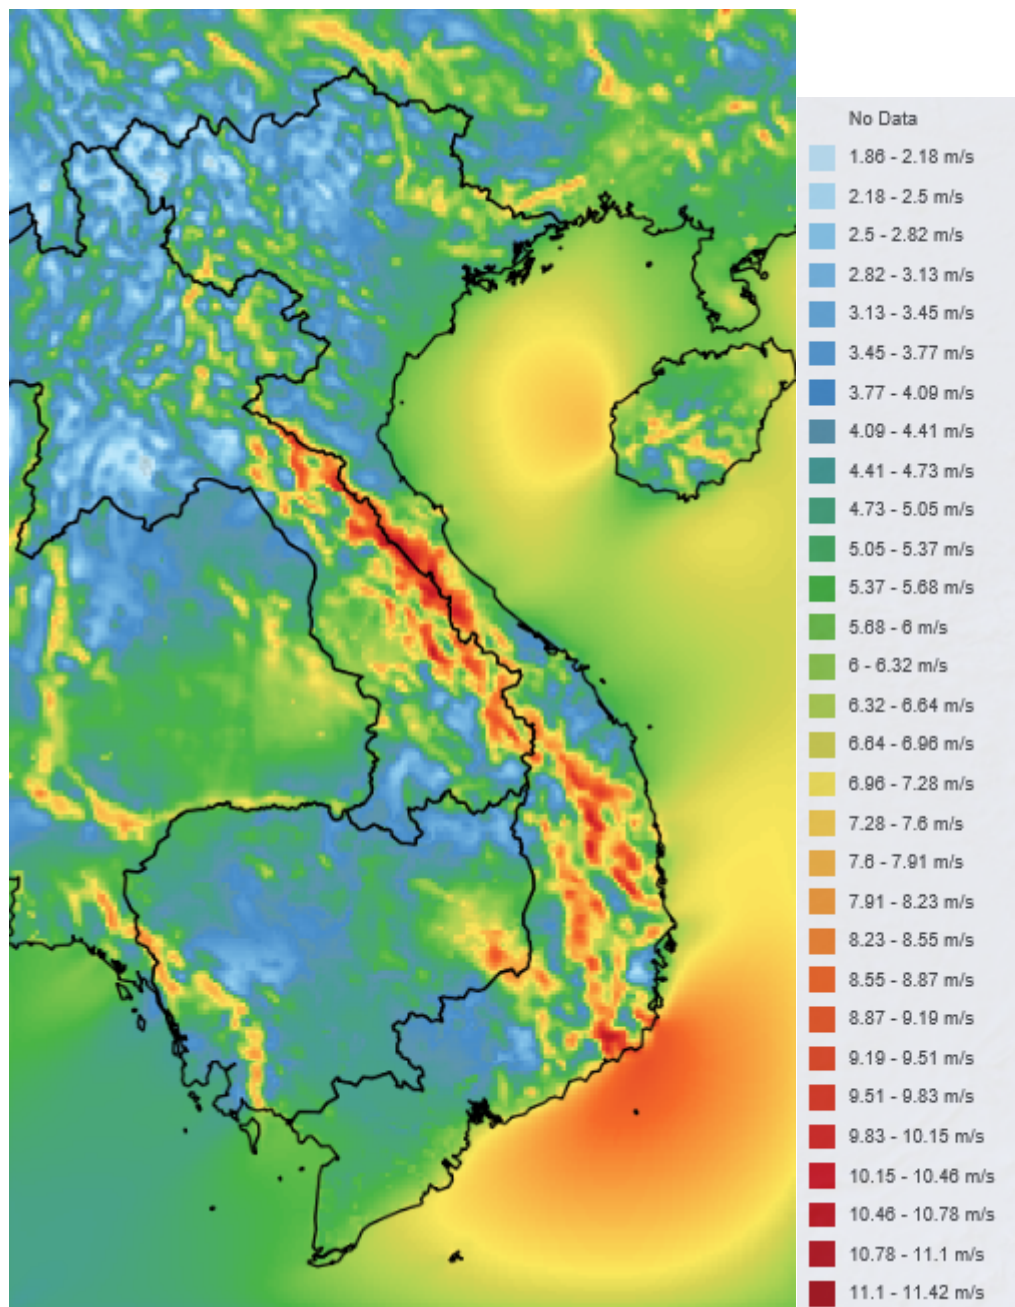 No Data
1.86 - 2.18 m/s
2.18 - 2.5 m/s
2.5 - 2.82 m/s
2.82 - 3.13 m/s
3.13 - 3.45 m/s
3.45 - 3.77 m/s
3.77 - 4.09 m/s
4.09 - 4.41 m/s
4.41 - 4.73 m/s
4.73 - 5.05 m/s
5.05 - 5.37 m/s
5.37 - 5.68 m/s
5.68 - 6 m/s
6 - 6.32 m/s
6.32 - 6.64 m/s
6.64 - 6.96 m/s
6.96 - 7.28 m/s
7.28 - 7.6 m/s
7.6 - 7.91 m/s
7.91 - 8.23 m/s
8.23 - 8.55 m/s
8.55 - 8.87 m/s
8.87 - 9.19 m/s
9.19 - 9.51 m/s
9.51 - 9.83 m/s
9.83 - 10.15 m/s
10.15 - 10.46 m/s
10.46 - 10.78 m/s
10.78 - 11.1 m/s
11.1 - 11.42 m/s